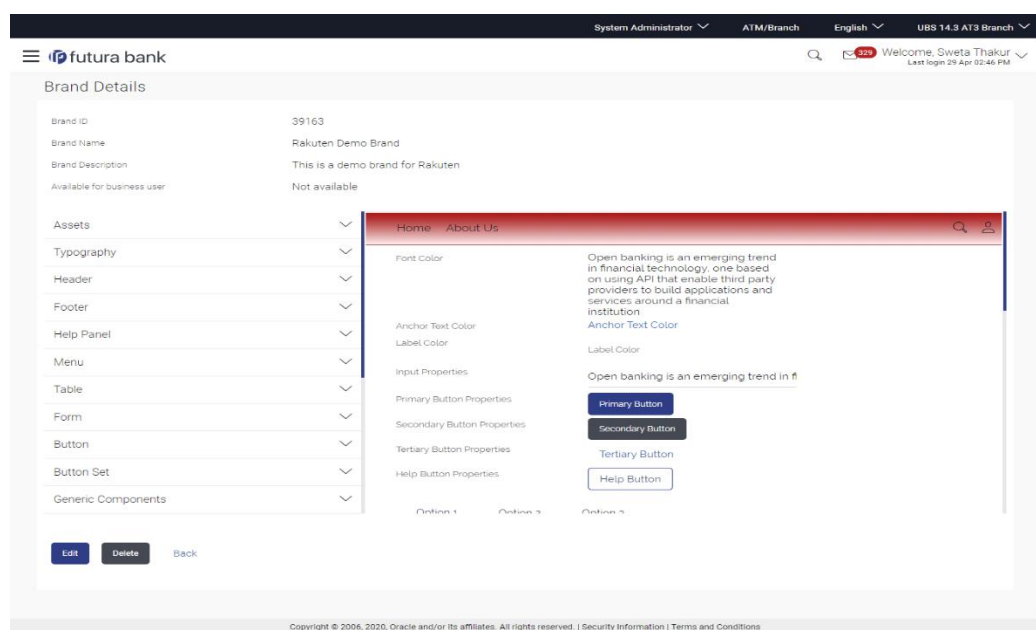 System Administrator ATM/Branch English UBS 14.3 AT3 Branch
futura bank 329 Welcome, Sweta Thakur
Last login 29 Apr 02:46 PM
Brand Details
Brand ID 39163
Brand Name Rakuten Demo Brand
Brand Description This is a demo brand for Rakuten
Available for business user Not available
Assets
Typography
Header
Footer
Help Panel
Menu
Table
Form
Button
Button Set
Generic Components
Home About Us
Font Color Open banking is an emerging trend
in financial technology, one based
on using API that enable third party
providers to build applications and
services around a financial
institution
Anchor Text Color Anchor Text Color
Label Color Label Color
Input Properties Open banking is an emerging trend in
Primary Button Properties Primary Button
Secondary Button Properties Secondary Button
Tertiary Button Properties Tertiary Button
Help Button Properties Help Button
Option 1 Option 2 Option 3
Edit Delete Back
Copyright © 2006, 2020, Oracle and/or its affiliates. All rights reserved. | Security Information | Terms and Conditions